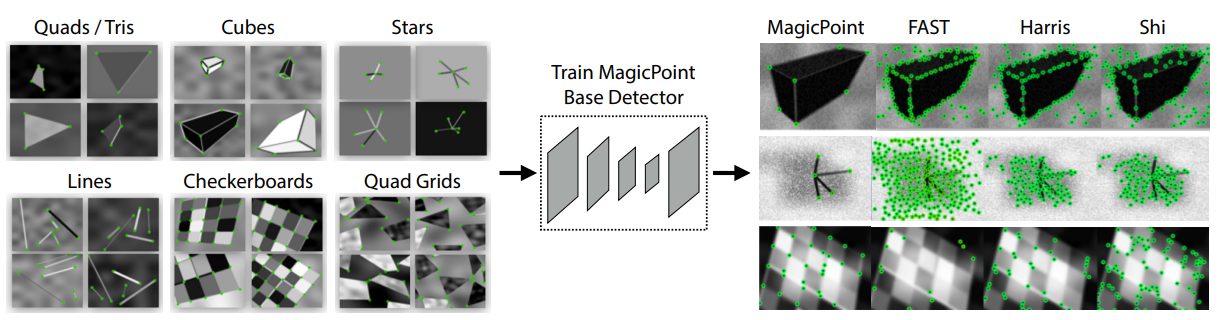 Quads / Tris
Cubes
Stars
Lines
Checkerboards
Quad Grids
Train MagicPoint
Base Detector
MagicPoint
FAST
Harris
Shi